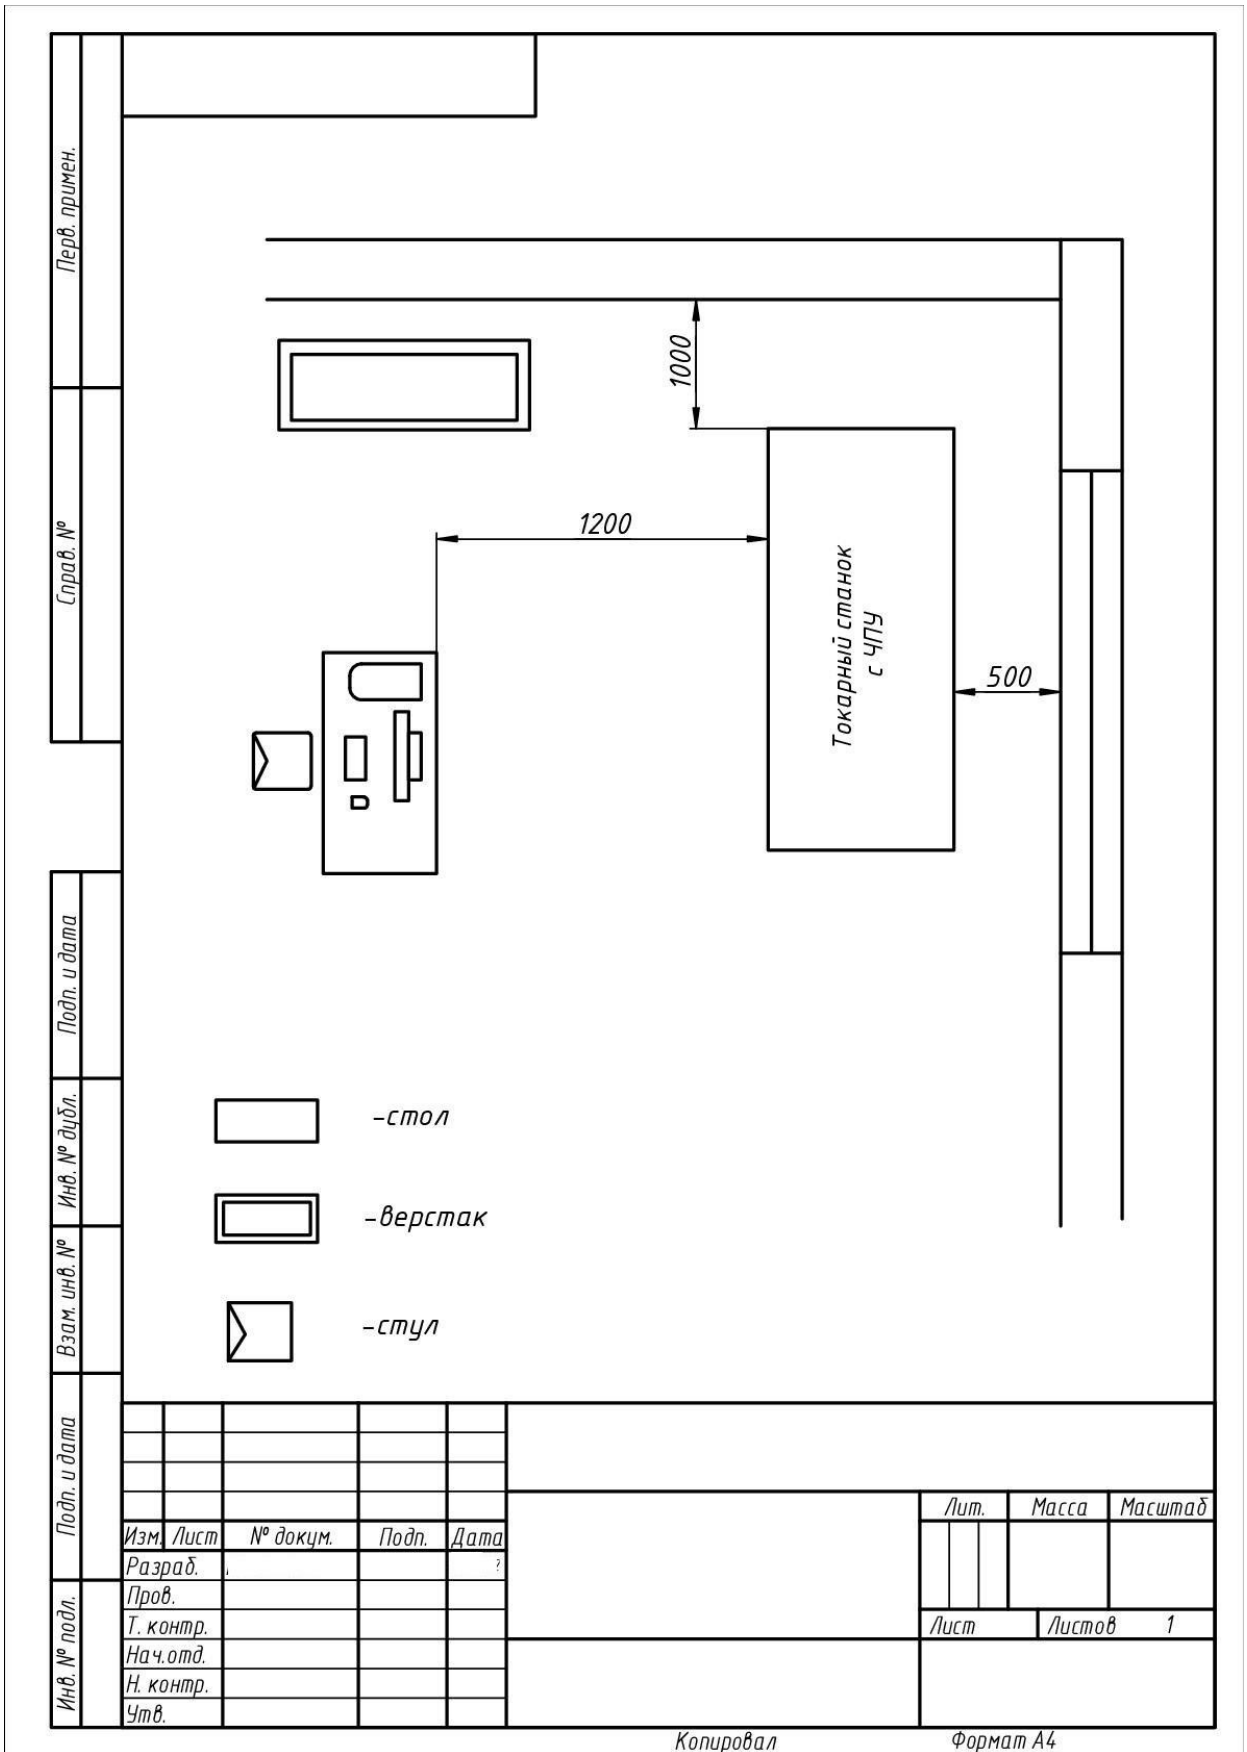 Перв. примен.
Справ. №
Подп. и дата
Инв. № дубл.
Взам. инв. №
Подп. и дата
Инв. № подл.
1000
1200
Токарный станок
с ЧПУ
500
-стол
-верстак
-стул
Изм. Лист № докум. Подп. Дата
Разраб.
Пров.
Т. контр.
Нач.отд.
Н. контр.
Утв.
Лит. Масса Масштаб
Лист Листов 1
Копировал Формат А4